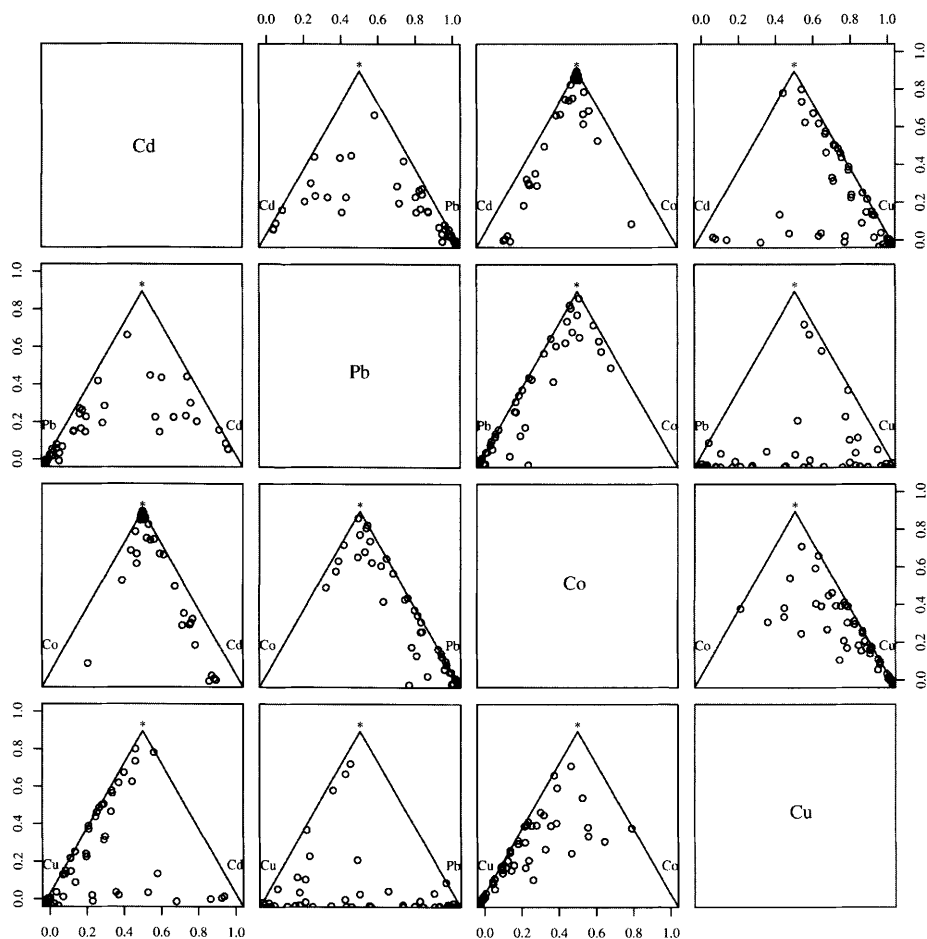 0.0 0.2 0.4 0.6 0.8 1.0 0.0 0.2 0.4 0.6 0.8 1.0
Cd
*
Cd Pb
*
Cd Co
*
Cd Cu
0.0 0.2 0.4 0.6 0.8 1.0
0.0 0.2 0.4 0.6 0.8 1.0
*
Pb Cd
Pb
*
Pb Co
*
Pb Cu
*
Co Cd
*
Co Pb
Co
*
Co Cu
0.0 0.2 0.4 0.6 0.8 1.0
0.0 0.2 0.4 0.6 0.8 1.0
*
Cu Cd
*
Cu Pb
*
Cu Co
Cu
0.0 0.2 0.4 0.6 0.8 1.0 0.0 0.2 0.4 0.6 0.8 1.0